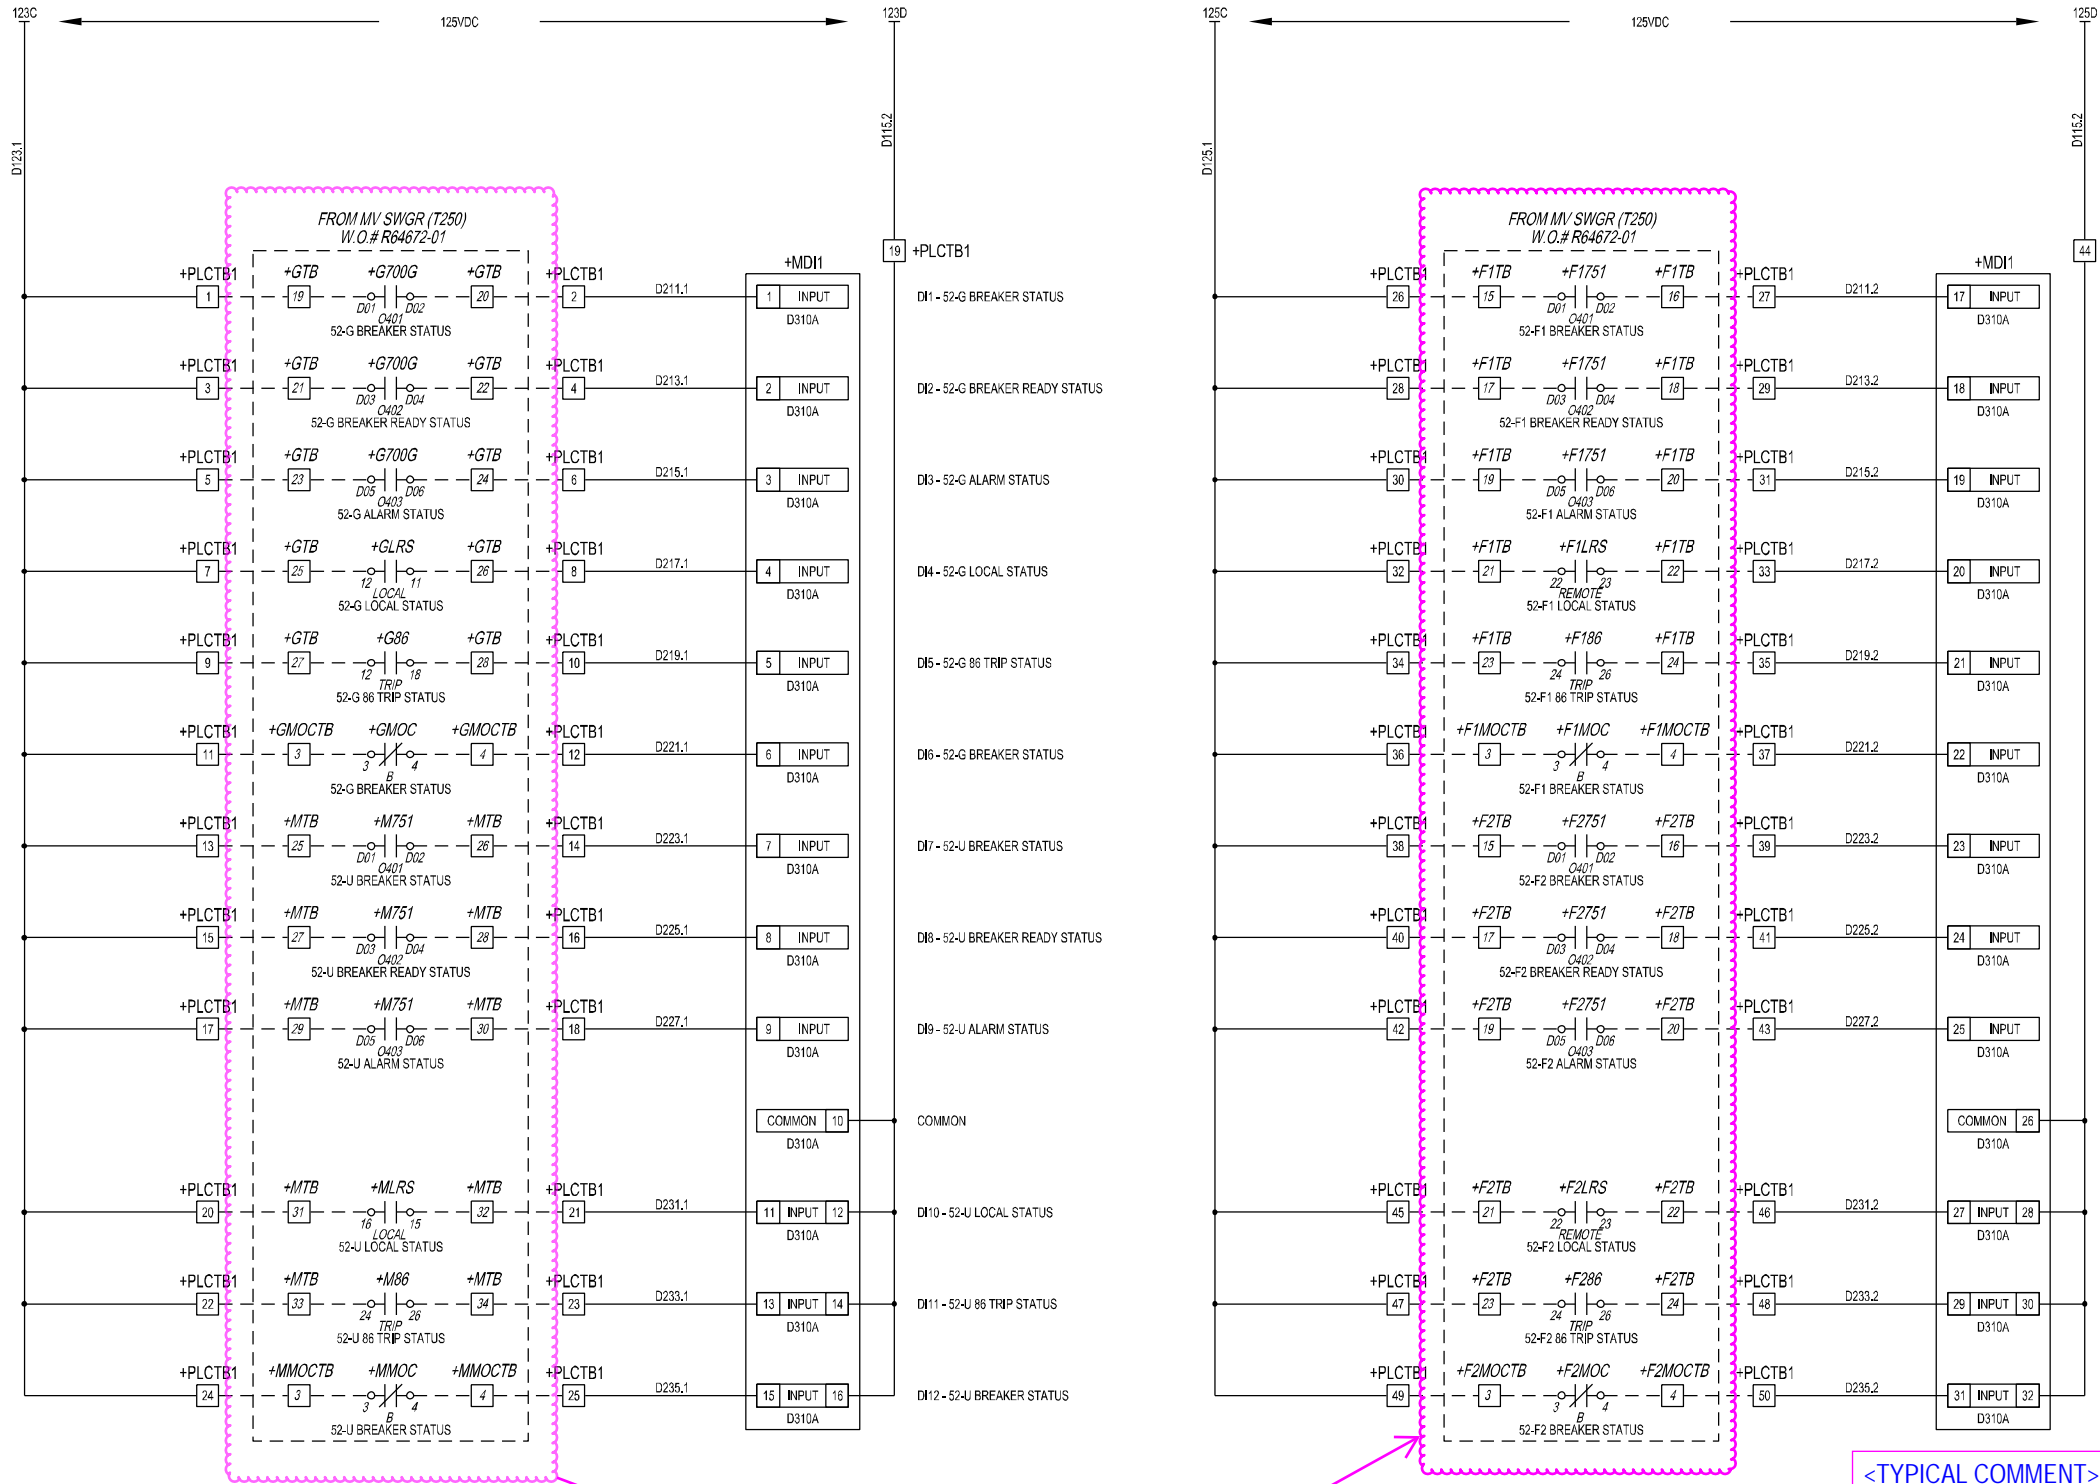 123C
125VDC
123D
D123.1
D115.2
FROM MV SWGR (T250)
W.O.# R64672-01
19 +PLCTB1
+MDI1
+PLCTB1 +GTB +G700G +GTB +PLCTB1
1 19 D01 D02 20 2 D211.1 1 INPUT DI1 - 52-G BREAKER STATUS
O401 D310A
52-G BREAKER STATUS
+PLCTB1 +GTB +G700G +GTB +PLCTB1
3 21 D03 D04 22 4 D213.1 2 INPUT DI2 - 52-G BREAKER READY STATUS
O402 D310A
52-G BREAKER READY STATUS
+PLCTB1 +GTB +G700G +GTB +PLCTB1
5 23 D05 D06 24 6 D215.1 3 INPUT DI3 - 52-G ALARM STATUS
O403 D310A
52-G ALARM STATUS
+PLCTB1 +GTB +GLRS +GTB +PLCTB1
7 25 12 11 26 8 D217.1 4 INPUT DI4 - 52-G LOCAL STATUS
LOCAL D310A
52-G LOCAL STATUS
+PLCTB1 +GTB +G86 +GTB +PLCTB1
9 27 12 18 28 10 D219.1 5 INPUT DI5 - 52-G 86 TRIP STATUS
TRIP D310A
52-G 86 TRIP STATUS
+PLCTB1 +GMOCTB +GMOC +GMOCTB +PLCTB1
11 3 3 4 4 12 D221.1 6 INPUT DI6 - 52-G BREAKER STATUS
B D310A
52-G BREAKER STATUS
+PLCTB1 +MTB +M751 +MTB +PLCTB1
13 25 D01 D02 26 14 D223.1 7 INPUT DI7 - 52-U BREAKER STATUS
O401 D310A
52-U BREAKER STATUS
+PLCTB1 +MTB +M751 +MTB +PLCTB1
15 27 D03 D04 28 16 D225.1 8 INPUT DI8 - 52-U BREAKER READY STATUS
O402 D310A
52-U BREAKER READY STATUS
+PLCTB1 +MTB +M751 +MTB +PLCTB1
17 29 D05 D06 30 18 D227.1 9 INPUT DI9 - 52-U ALARM STATUS
O403 D310A
52-U ALARM STATUS
COMMON 10 COMMON
D310A
+PLCTB1 +MTB +MLRS +MTB +PLCTB1
20 31 16 15 32 21 D231.1 11 INPUT 12 DI10 - 52-U LOCAL STATUS
LOCAL D310A
52-U LOCAL STATUS
+PLCTB1 +MTB +M86 +MTB +PLCTB1
22 33 24 26 34 23 D233.1 13 INPUT 14 DI11 - 52-U 86 TRIP STATUS
TRIP D310A
52-U 86 TRIP STATUS
+PLCTB1 +MMOCTB +MMOC +MMOCTB +PLCTB1
24 3 3 4 4 25 D235.1 15 INPUT 16 DI12 - 52-U BREAKER STATUS
B D310A
52-U BREAKER STATUS
125C
125VDC
125D
D125.1
D115.2
FROM MV SWGR (T250)
W.O.# R64672-01
44
+MDI1
+PLCTB1 +F1TB +F1751 +F1TB +PLCTB1
26 15 D01 D02 16 27 D211.2 17 INPUT
O401 D310A
52-F1 BREAKER STATUS
+PLCTB1 +F1TB +F1751 +F1TB +PLCTB1
28 17 D03 D04 18 29 D213.2 18 INPUT
O402 D310A
52-F1 BREAKER READY STATUS
+PLCTB1 +F1TB +F1751 +F1TB +PLCTB1
30 19 D05 D06 20 31 D215.2 19 INPUT
O403 D310A
52-F1 ALARM STATUS
+PLCTB1 +F1TB +F1LRS +F1TB +PLCTB1
32 21 22 23 22 33 D217.2 20 INPUT
REMOTE D310A
52-F1 LOCAL STATUS
+PLCTB1 +F1TB +F186 +F1TB +PLCTB1
34 23 24 26 24 35 D219.2 21 INPUT
TRIP D310A
52-F1 86 TRIP STATUS
+PLCTB1 +F1MOCTB +F1MOC +F1MOCTB +PLCTB1
36 3 3 4 4 37 D221.2 22 INPUT
B D310A
52-F1 BREAKER STATUS
+PLCTB1 +F2TB +F2751 +F2TB +PLCTB1
38 15 D01 D02 16 39 D223.2 23 INPUT
O401 D310A
52-F2 BREAKER STATUS
+PLCTB1 +F2TB +F2751 +F2TB +PLCTB1
40 17 D03 D04 18 41 D225.2 24 INPUT
O402 D310A
52-F2 BREAKER READY STATUS
+PLCTB1 +F2TB +F2751 +F2TB +PLCTB1
42 19 D05 D06 20 43 D227.2 25 INPUT
O403 D310A
52-F2 ALARM STATUS
COMMON 26
D310A
+PLCTB1 +F2TB +F2LRS +F2TB +PLCTB1
45 21 22 23 22 46 D231.2 27 INPUT 28
REMOTE D310A
52-F2 LOCAL STATUS
+PLCTB1 +F2TB +F286 +F2TB +PLCTB1
47 23 24 26 24 48 D233.2 29 INPUT 30
TRIP D310A
52-F2 86 TRIP STATUS
+PLCTB1 +F2MOCTB +F2MOC +F2MOCTB +PLCTB1
49 3 3 4 4 50 D235.2 31 INPUT 32
B D310A
52-F2 BREAKER STATUS
<TYPICAL COMMENT>